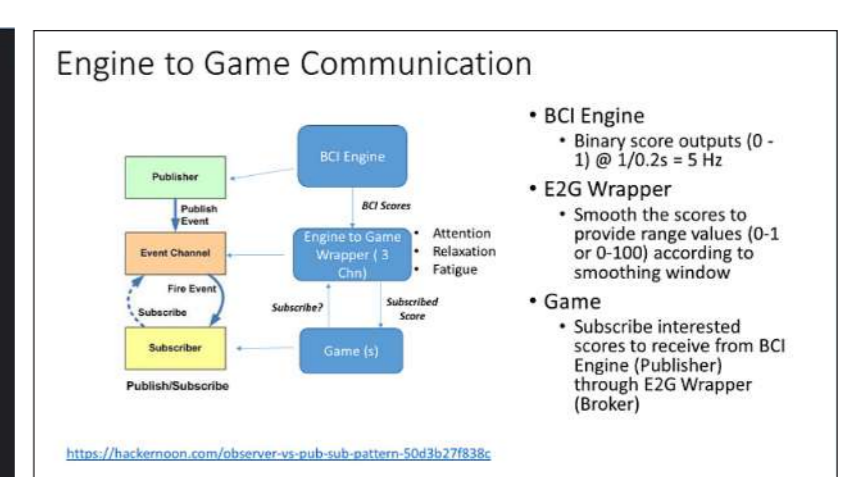 Engine to Game Communication
Publisher
Publish
Event
Event Channel
Fire Event
Subscribe
Subscriber
Publish/Subscribe
BCI Engine
BCI Scores
Engine to Game
Wrapper ( 3
Chn)
• Attention
• Relaxation
• Fatigue
Subscribe?
Subscribed
Score
Game (s)
• BCI Engine
• Binary score outputs (0 -
1) @ 1/0.2s = 5 Hz
• E2G Wrapper
• Smooth the scores to
provide range values (0-1
or 0-100) according to
smoothing window
• Game
• Subscribe interested
scores to receive from BCI
Engine (Publisher)
through E2G Wrapper
(Broker)
https://hackernoon.com/observer-vs-pub-sub-pattern-50d3b27f838c